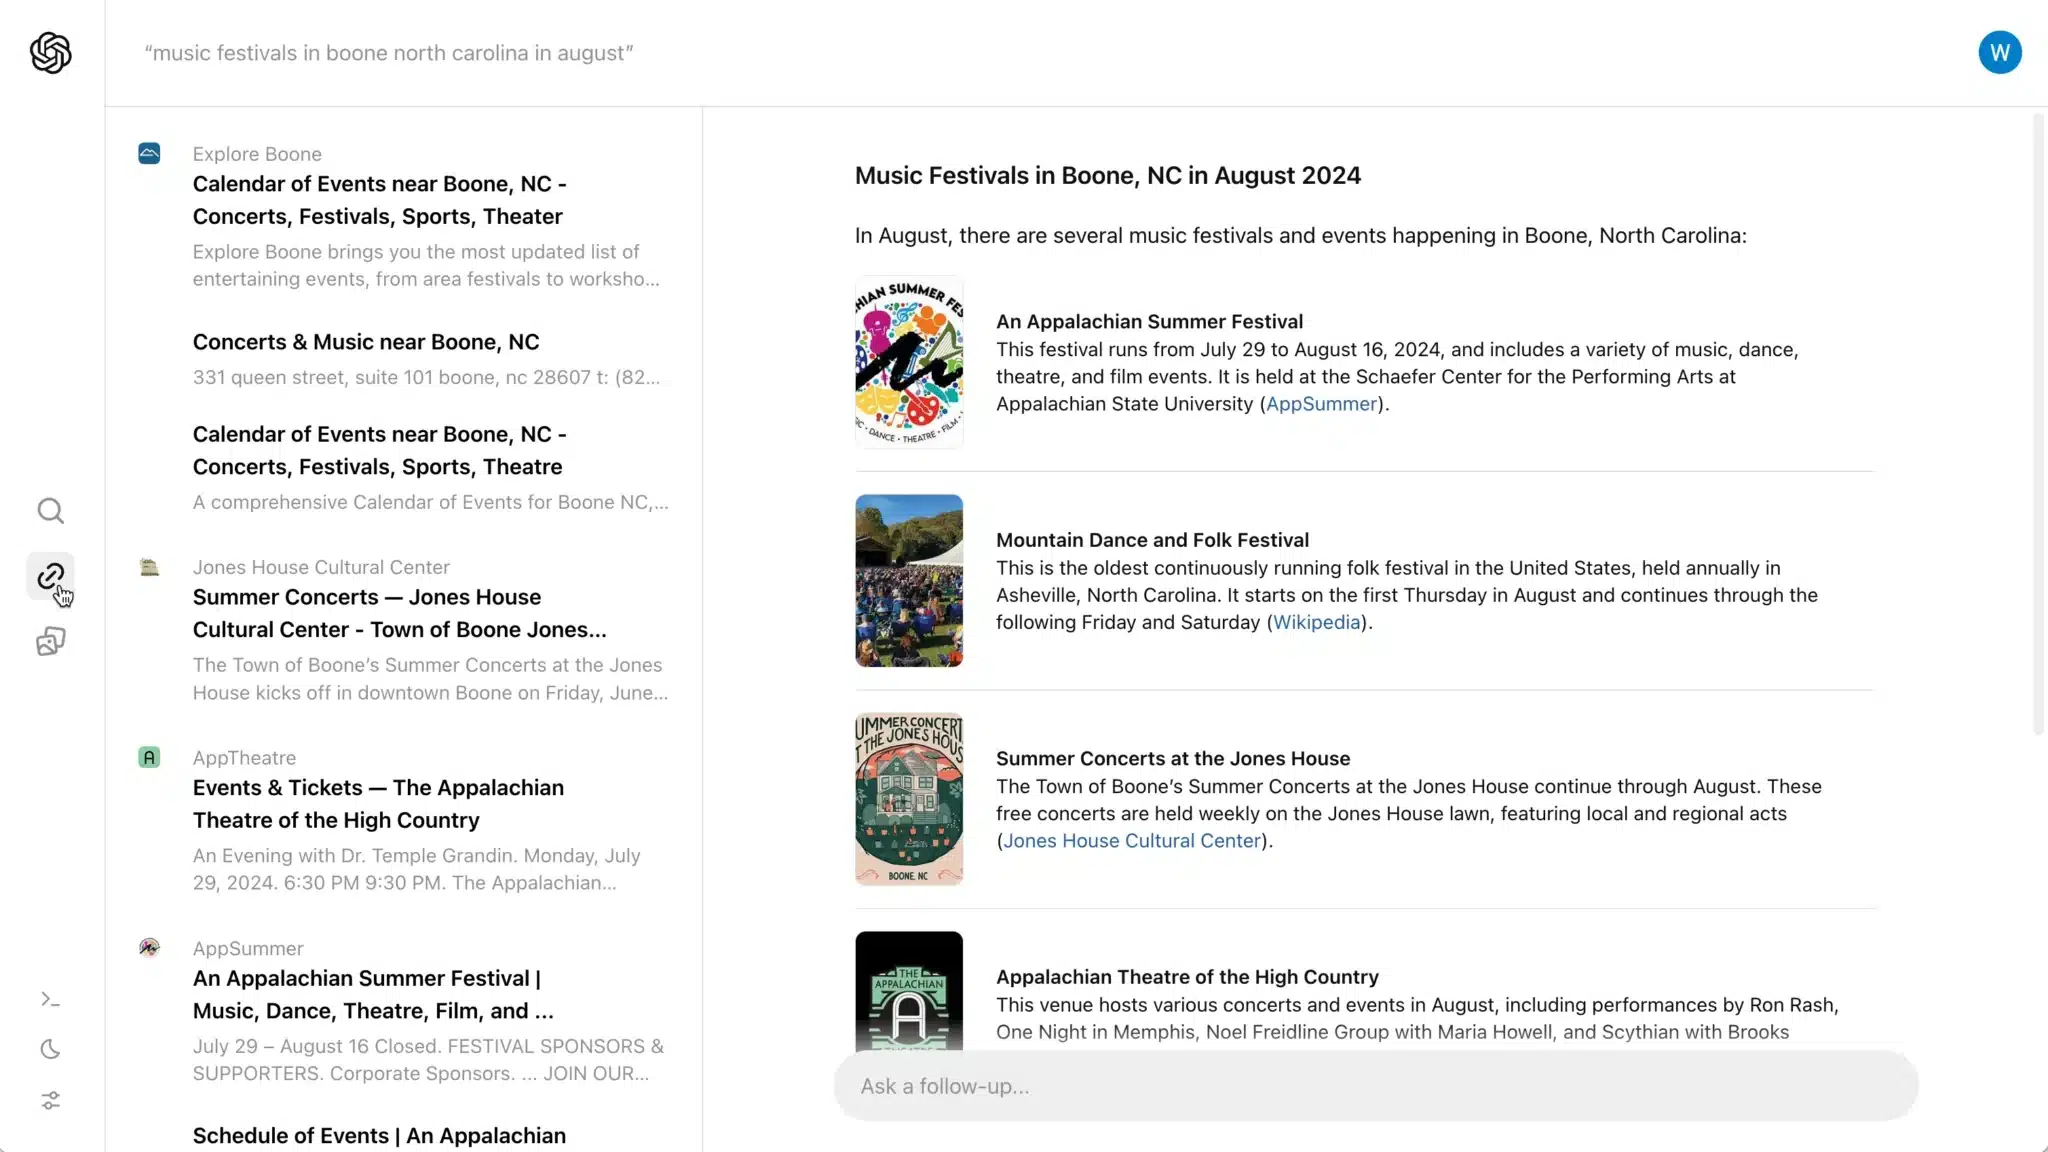 “music festivals in boone north carolina in august”
W
Explore Boone
Calendar of Events near Boone, NC -
Concerts, Festivals, Sports, Theater
Explore Boone brings you the most updated list of
entertaining events, from area festivals to worksho...
Concerts & Music near Boone, NC
331 queen street, suite 101 boone, nc 28607 t: (82...
Calendar of Events near Boone, NC -
Concerts, Festivals, Sports, Theatre
A comprehensive Calendar of Events for Boone NC,...
Jones House Cultural Center
Summer Concerts — Jones House
Cultural Center - Town of Boone Jones...
The Town of Boone’s Summer Concerts at the Jones
House kicks off in downtown Boone on Friday, June...
A
AppTheatre
Events & Tickets — The Appalachian
Theatre of the High Country
An Evening with Dr. Temple Grandin. Monday, July
29, 2024. 6:30 PM 9:30 PM. The Appalachian...
AppSummer
An Appalachian Summer Festival |
Music, Dance, Theatre, Film, and ...
July 29 – August 16 Closed. FESTIVAL SPONSORS &
SUPPORTERS. Corporate Sponsors. ... JOIN OUR...
Schedule of Events | An Appalachian
Music Festivals in Boone, NC in August 2024
In August, there are several music festivals and events happening in Boone, North Carolina:
HIAN SUMMER FES
IC • DANCE • THEATRE • FILM •
An Appalachian Summer Festival
This festival runs from July 29 to August 16, 2024, and includes a variety of music, dance,
theatre, and film events. It is held at the Schaefer Center for the Performing Arts at
Appalachian State University (AppSummer).
Mountain Dance and Folk Festival
This is the oldest continuously running folk festival in the United States, held annually in
Asheville, North Carolina. It starts on the first Thursday in August and continues through the
following Friday and Saturday (Wikipedia).
UMMER CONCERT
T THE JONES HOUS
BOONE, NC
Summer Concerts at the Jones House
The Town of Boone’s Summer Concerts at the Jones House continue through August. These
free concerts are held weekly on the Jones House lawn, featuring local and regional acts
(Jones House Cultural Center).
THE
APPALACHIAN
A
Appalachian Theatre of the High Country
This venue hosts various concerts and events in August, including performances by Ron Rash,
One Night in Memphis, Noel Freidline Group with Maria Howell, and Scythian with Brooks
Ask a follow-up...